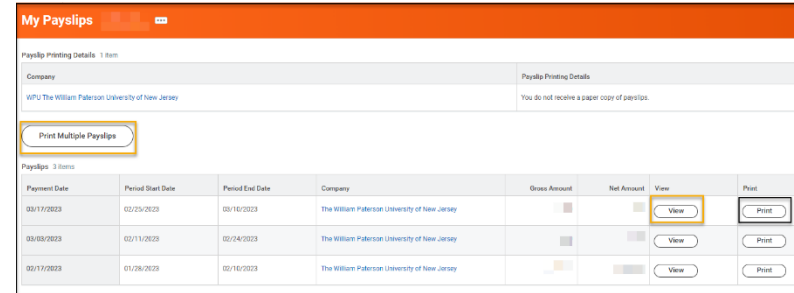 My Payslips
Payslip Printing Details 1 item
Company Payslip Printing Details
WPU The William Paterson University of New Jersey You do not receive a paper copy of payslips.
Print Multiple Payslips
Payslips 3 items
Payment Date Period Start Date Period End Date Company Gross Amount Net Amount View Print
03/17/2023 02/25/2023 03/10/2023 The William Paterson University of New Jersey View Print
03/03/2023 02/11/2023 02/24/2023 The William Paterson University of New Jersey View Print
02/17/2023 01/28/2023 02/10/2023 The William Paterson University of New Jersey View Print